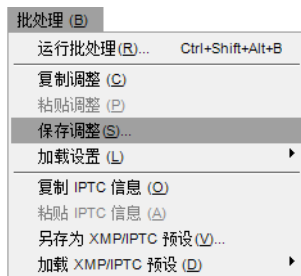 批处理 (B)
运行批处理(R)... Ctrl+Shift+Alt+B
复制调整 (C)
粘贴调整 (P)
保存调整(S)...
加载设置 (L)
复制 IPTC 信息 (O)
粘贴 IPTC 信息 (A)
另存为 XMP/IPTC 预设(V)...
加载 XMP/IPTC 预设 (D)